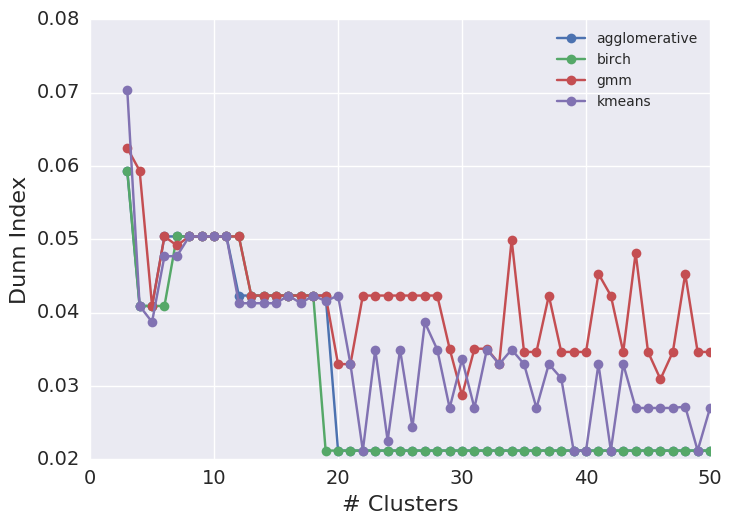 0.08
0.07
0.06
0.05
0.04
0.03
0.02
Dunn Index
agglomerative
birch
gmm
kmeans
0 10 20 30 40 50
# Clusters